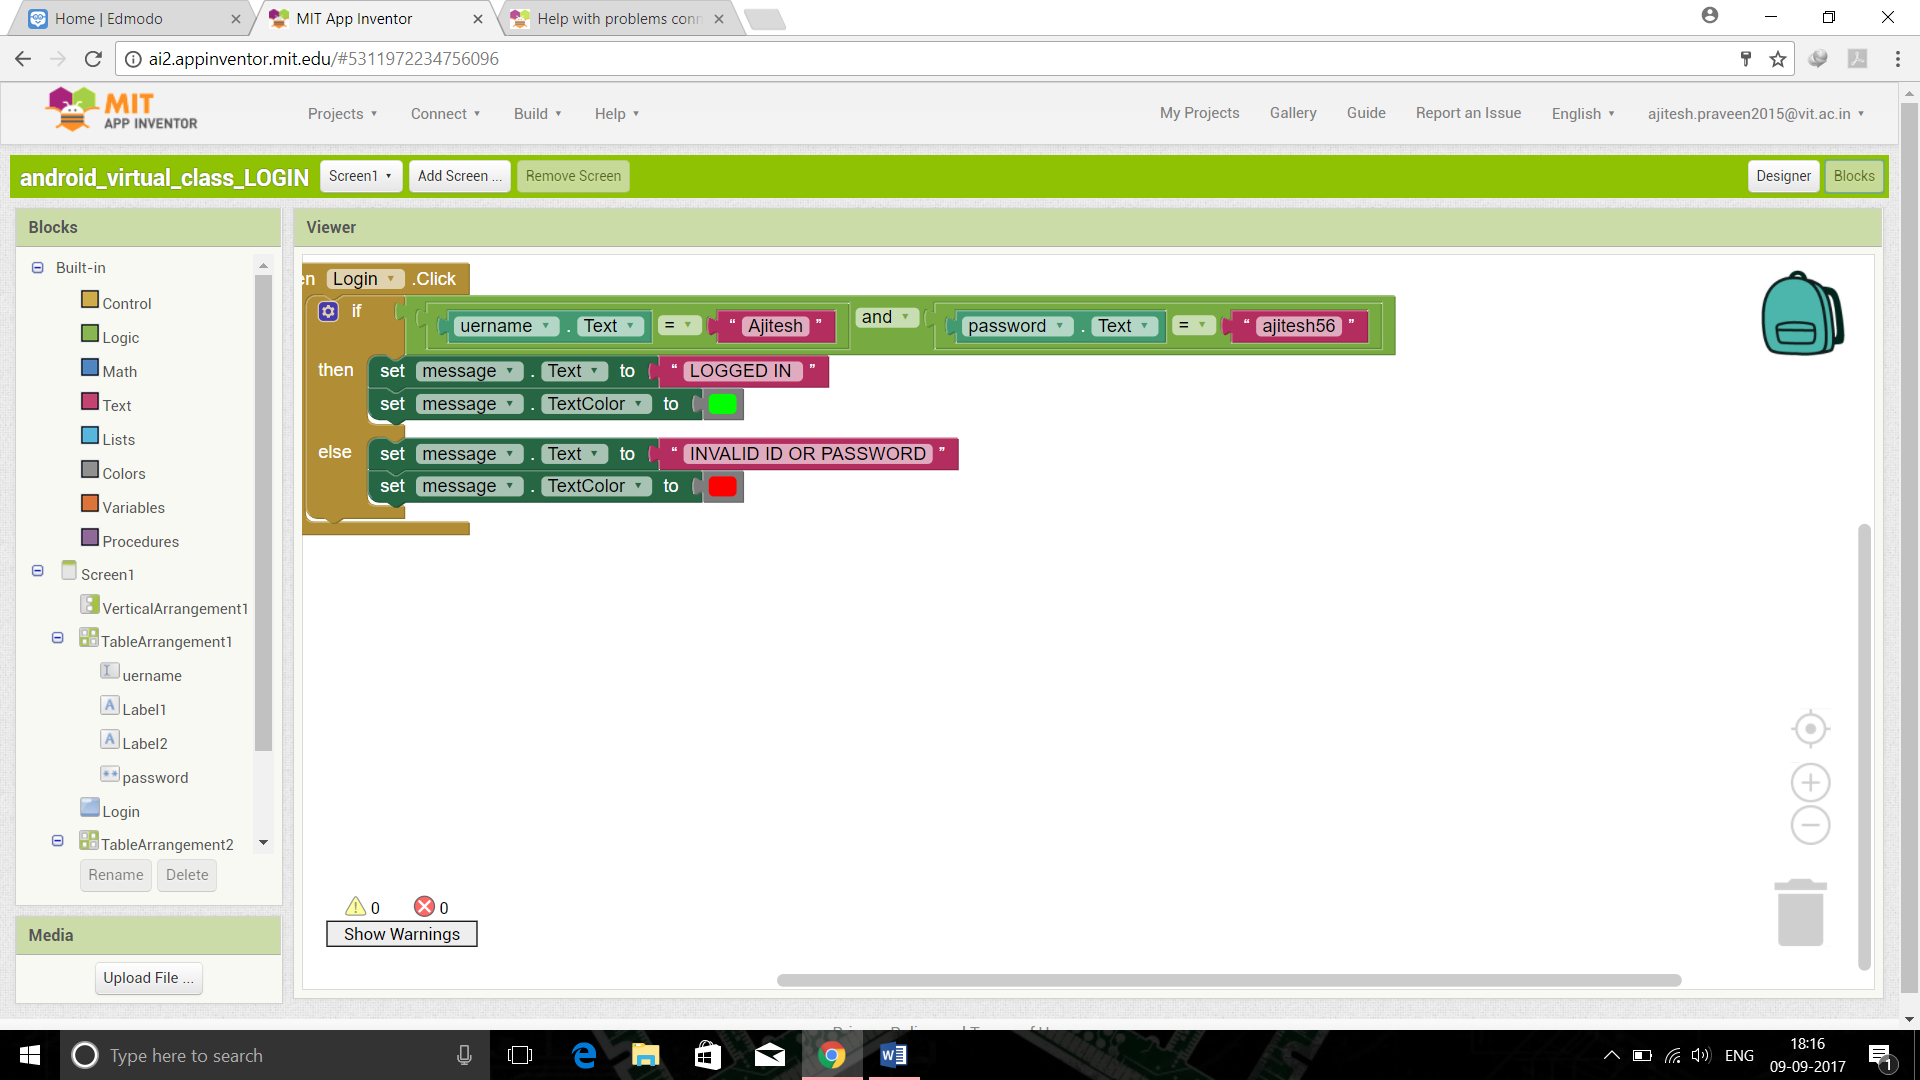 Home | Edmodo
MIT App Inventor
Help with problems conn
ai2.appinventor.mit.edu/#5311972234756096
MIT
APP INVENTOR
Projects
Connect
Build
Help
My Projects
Gallery
Guide
Report an Issue
English
ajitesh.praveen2015@vit.ac.in
android_virtual_class_LOGIN
Screen1
Add Screen ...
Remove Screen
Designer
Blocks
Blocks
Built-in
Control
Logic
Math
Text
Lists
Colors
Variables
Procedures
Screen1
VerticalArrangement1
TableArrangement1
uername
Label1
Label2
password
Login
TableArrangement2
Rename
Delete
Media
Upload File ...
Viewer
en Login .Click
if uername . Text = “ Ajitesh ” and password . Text = “ ajitesh56 ”
then set message . Text to “ LOGGED IN ”
set message . TextColor to
else set message . Text to “ INVALID ID OR PASSWORD ”
set message . TextColor to
0 0
Show Warnings
Type here to search
ENG
18:16
09-09-2017
1